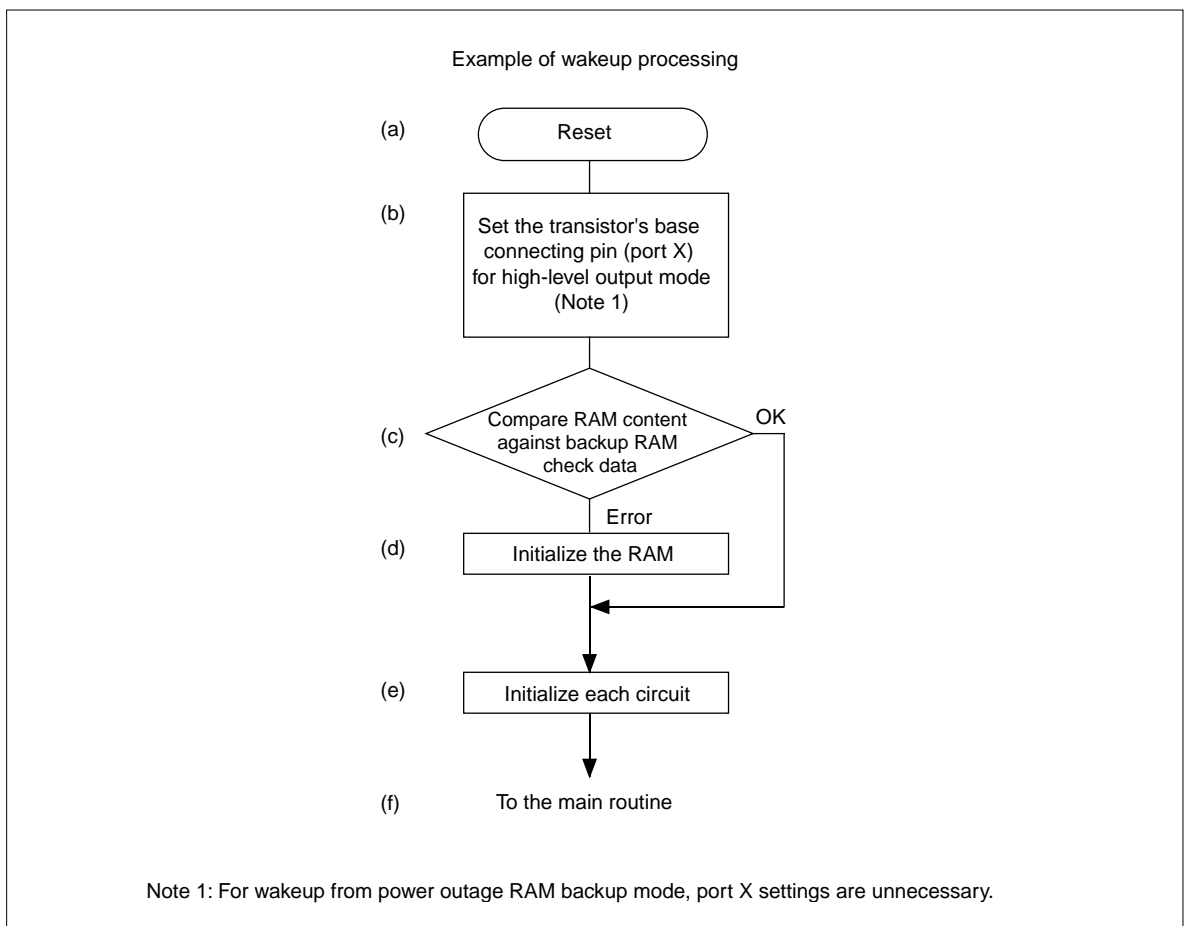 Example of wakeup processing
(a)
Reset
(b)
Set the transistor's base
connecting pin (port X)
for high-level output mode
(Note 1)
(c)
Compare RAM content
against backup RAM
check data
OK
Error
(d)
Initialize the RAM
(e)
Initialize each circuit
(f)
To the main routine
Note 1: For wakeup from power outage RAM backup mode, port X settings are unnecessary.